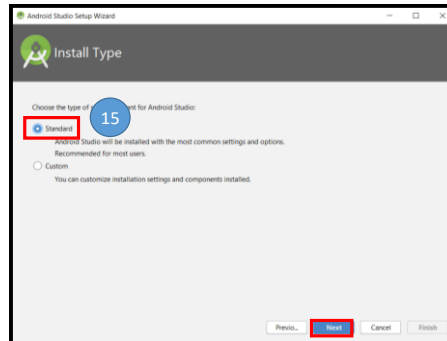 Android Studio Setup Wizard
Install Type
Choose the type of ant for Android Studio:
15
Standard
Android Studio will be installed with the most common settings and options.
Recommended for most users.
Custom
You can customize installation settings and components installed.
Previo... Next Cancel Finish